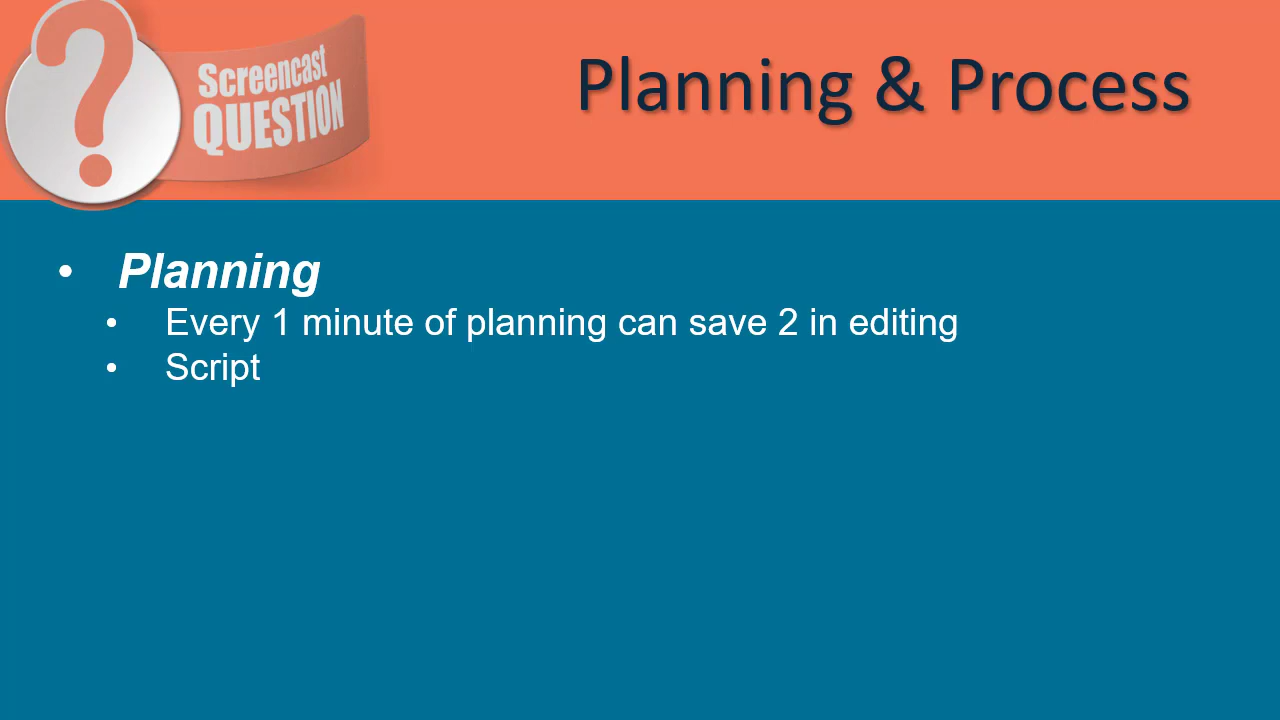 ?
Screencast
QUESTION
Planning & Process
• Planning
• Every 1 minute of planning can save 2 in editing
• Script